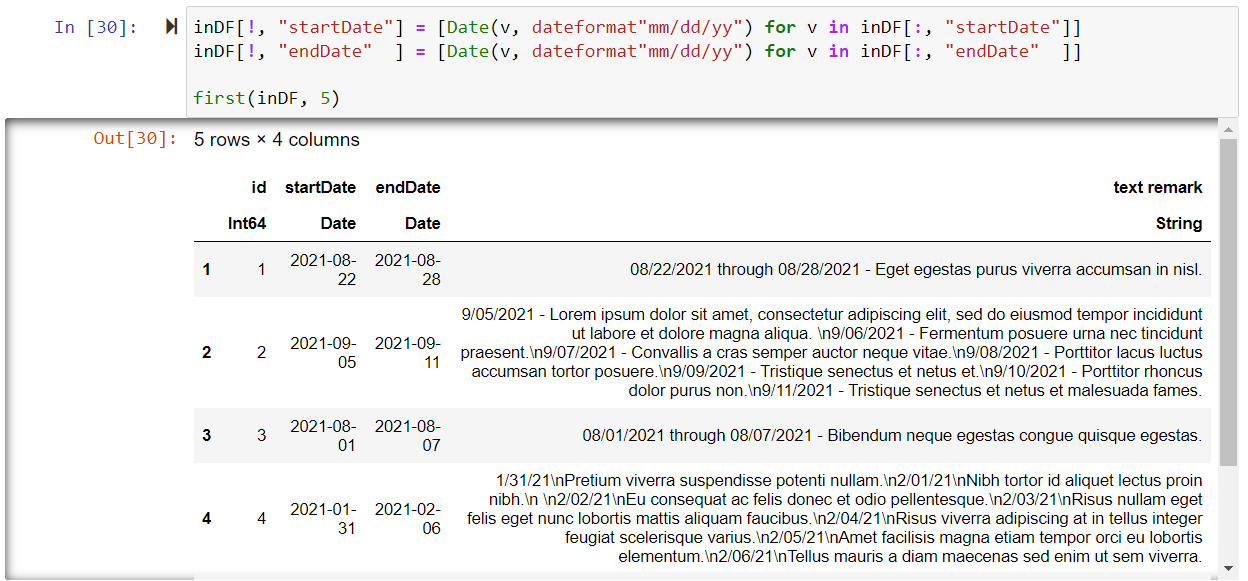 In [30]:
inDF[!, "startDate"] = [Date(v, dateformat"mm/dd/yy") for v in inDF[:, "startDate"]]
inDF[!, "endDate"  ] = [Date(v, dateformat"mm/dd/yy") for v in inDF[:, "endDate"  ]]
first(inDF, 5)
Out[30]:
5 rows × 4 columns
id startDate endDate text remark
Int64 Date Date String
1 1 2021-08-22 2021-08-28 08/22/2021 through 08/28/2021 - Eget egestas purus viverra accumsan in nisl.
2 2 2021-09-05 2021-09-11 9/05/2021 - Lorem ipsum dolor sit amet, consectetur adipiscing elit, sed do eiusmod tempor incididunt
ut labore et dolore magna aliqua. \n9/06/2021 - Fermentum posuere urna nec tincidunt
praesent.\n9/07/2021 - Convallis a cras semper auctor neque vitae.\n9/08/2021 - Porttitor lacus luctus
accumsan tortor posuere.\n9/09/2021 - Tristique senectus et netus et.\n9/10/2021 - Porttitor rhoncus
dolor purus non.\n9/11/2021 - Tristique senectus et netus et malesuada fames.
3 3 2021-08-01 2021-08-07 08/01/2021 through 08/07/2021 - Bibendum neque egestas congue quisque egestas.
4 4 2021-01-31 2021-02-06 1/31/21\nPretium viverra suspendisse potenti nullam.\n2/01/21\nNibh tortor id aliquet lectus proin
nibh.\n \n2/02/21\nEu consequat ac felis donec et odio pellentesque.\n2/03/21\nRisus nullam eget
felis eget nunc lobortis mattis aliquam faucibus.\n2/04/21\nRisus viverra adipiscing at in tellus integer
feugiat scelerisque varius.\n2/05/21\nAmet facilisis magna etiam tempor orci eu lobortis
elementum.\n2/06/21\nTellus mauris a diam maecenas sed enim ut sem viverra.